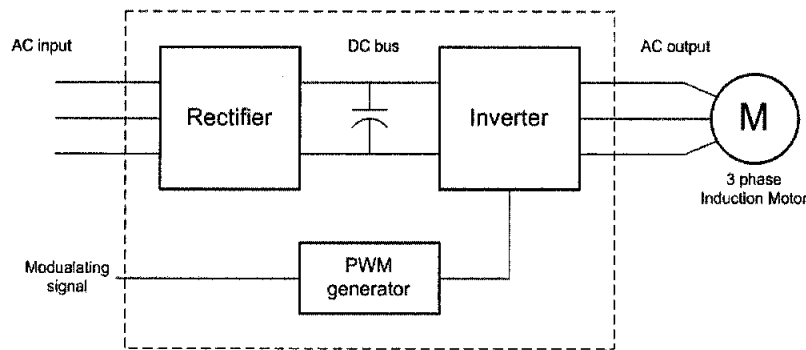 AC input
DC bus
AC output
Rectifier
Inverter
M
3 phase
Induction Motor
Modualating
signal
PWM
generator